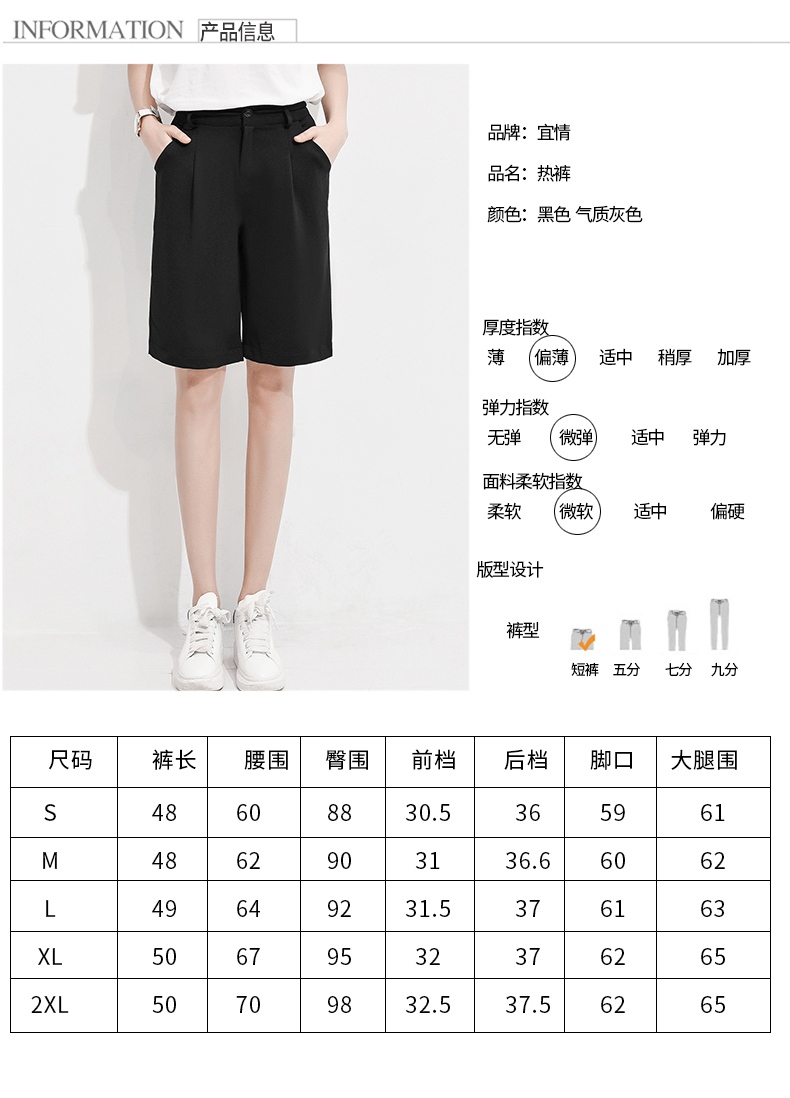 INFORMATION 产品信息
品牌：宜情
品名：热裤
颜色：黑色 气质灰色
厚度指数
薄 偏薄 适中 稍厚 加厚
弹力指数
无弹 微弹 适中 弹力
面料柔软指数
柔软 微软 适中 偏硬
版型设计
裤型
短裤 五分 七分 九分
尺码 裤长 腰围 臀围 前档 后档 脚口 大腿围
S 48 60 88 30.5 36 59 61
M 48 62 90 31 36.6 60 62
L 49 64 92 31.5 37 61 63
XL 50 67 95 32 37 62 65
2XL 50 70 98 32.5 37.5 62 65